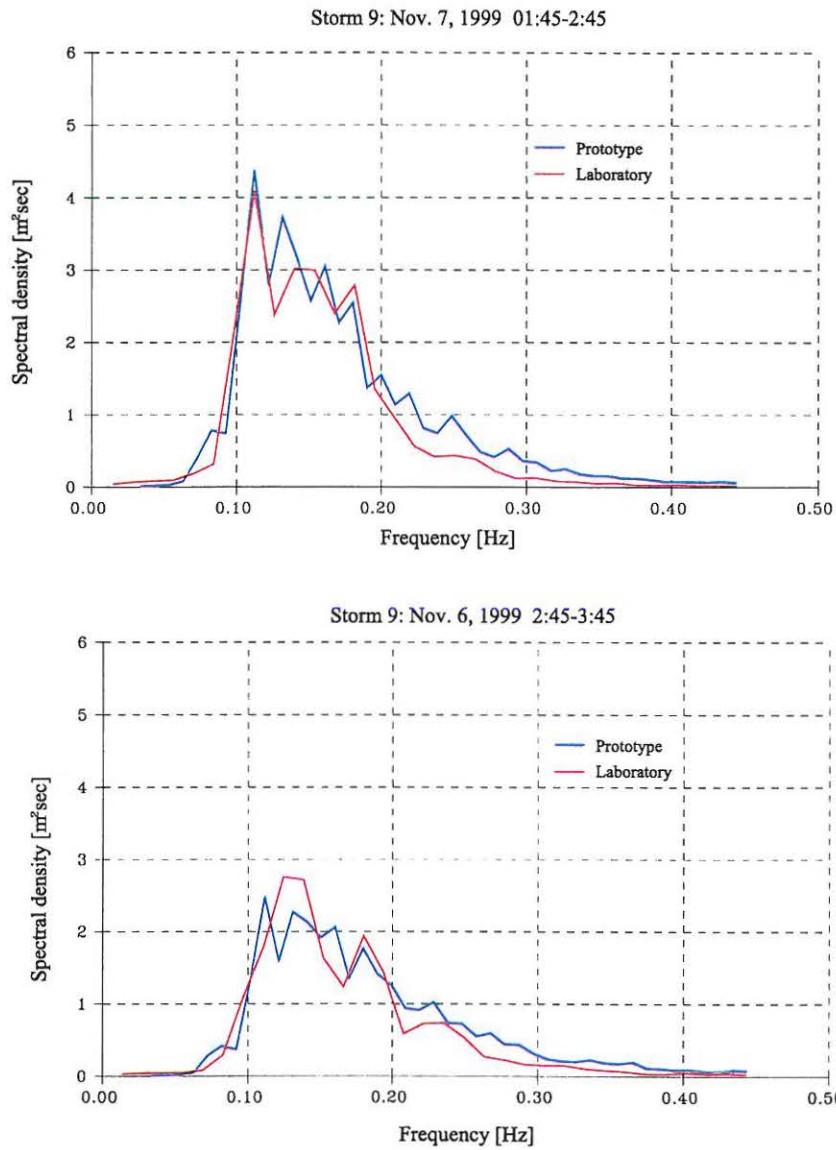 Storm 9: Nov. 7, 1999 01:45-2:45
6
5
4
3
2
1
0
Spectral density [m²sec]
Prototype
Laboratory
0.00 0.10 0.20 0.30 0.40 0.50
Frequency [Hz]
Storm 9: Nov. 6, 1999 2:45-3:45
6
5
4
3
2
1
0
Spectral density [m²sec]
Prototype
Laboratory
0.00 0.10 0.20 0.30 0.40 0.50
Frequency [Hz]